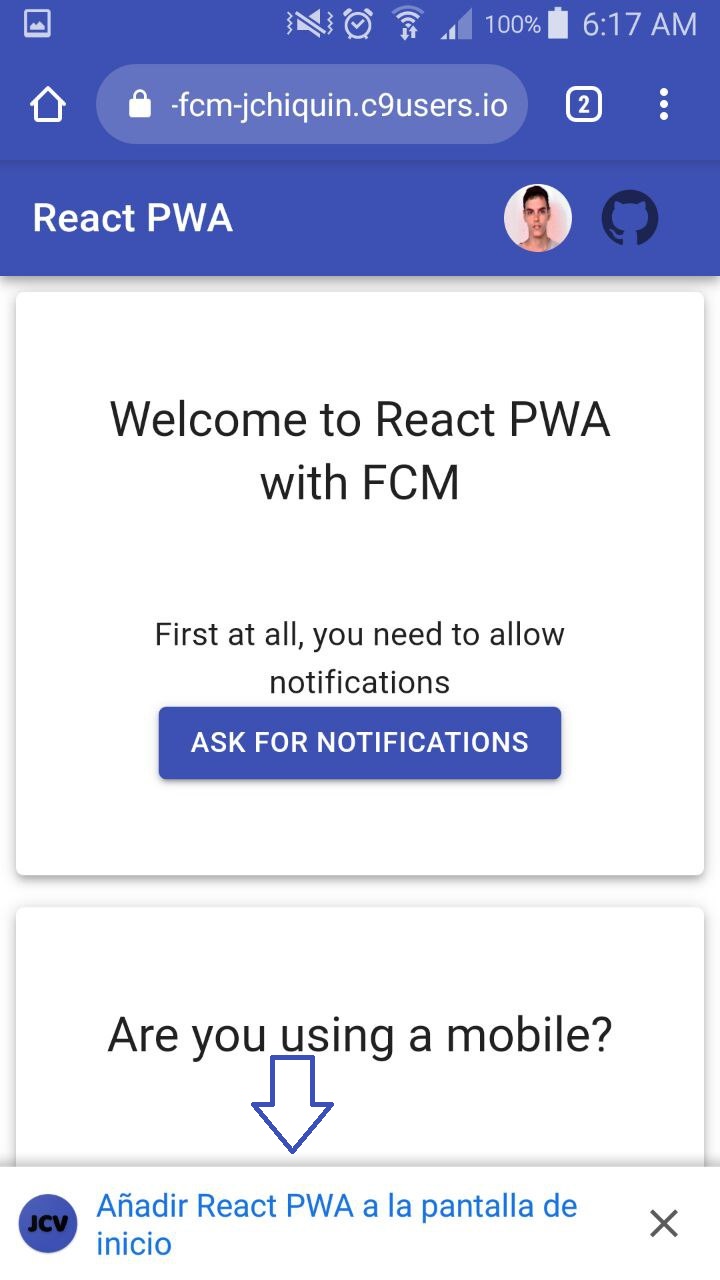 100% 6:17 AM
-fcm-jchiquin.c9users.io 2
React PWA
Welcome to React PWA
with FCM
First at all, you need to allow
notifications
ASK FOR NOTIFICATIONS
Are you using a mobile?
JCV
Añadir React PWA a la pantalla de
inicio